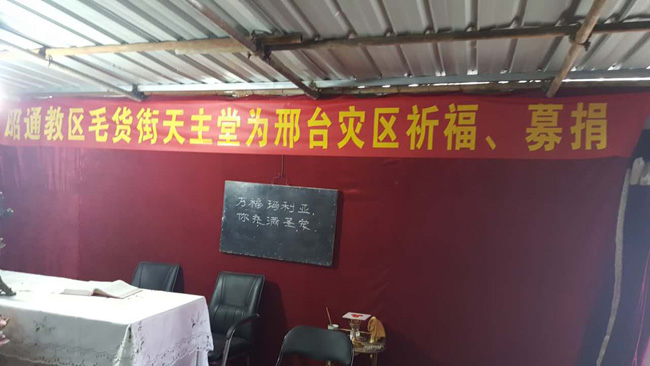 昭通教区毛货街天主堂为邢台灾区祈福、募捐
万福玛利亚，
你充满圣宠